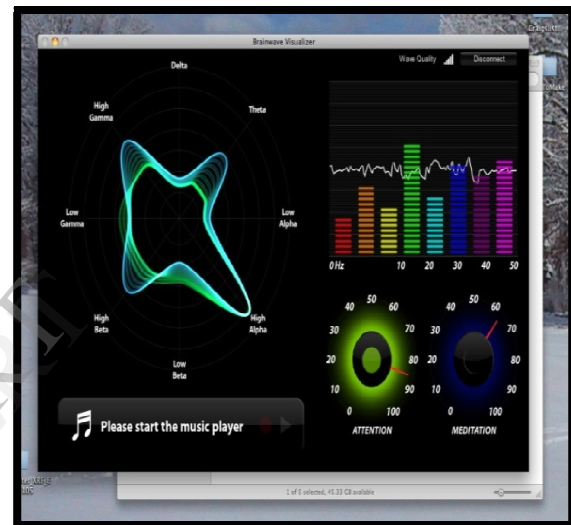 Craigslist
Brainwave Visualizer
Wave Quality
Disconnect
ToMake
Delta
High Gamma
Theta
Low Gamma
Low Alpha
High Beta
High Alpha
Low Beta
0 Hz 10 20 30 40 50
40 50 60
30 70
20 80
10 90
0 100
ATTENTION
40 50 60
30 70
20 80
10 90
0 100
MEDITATION
Please start the music player
1 of 5 selected, 45.33 GB available